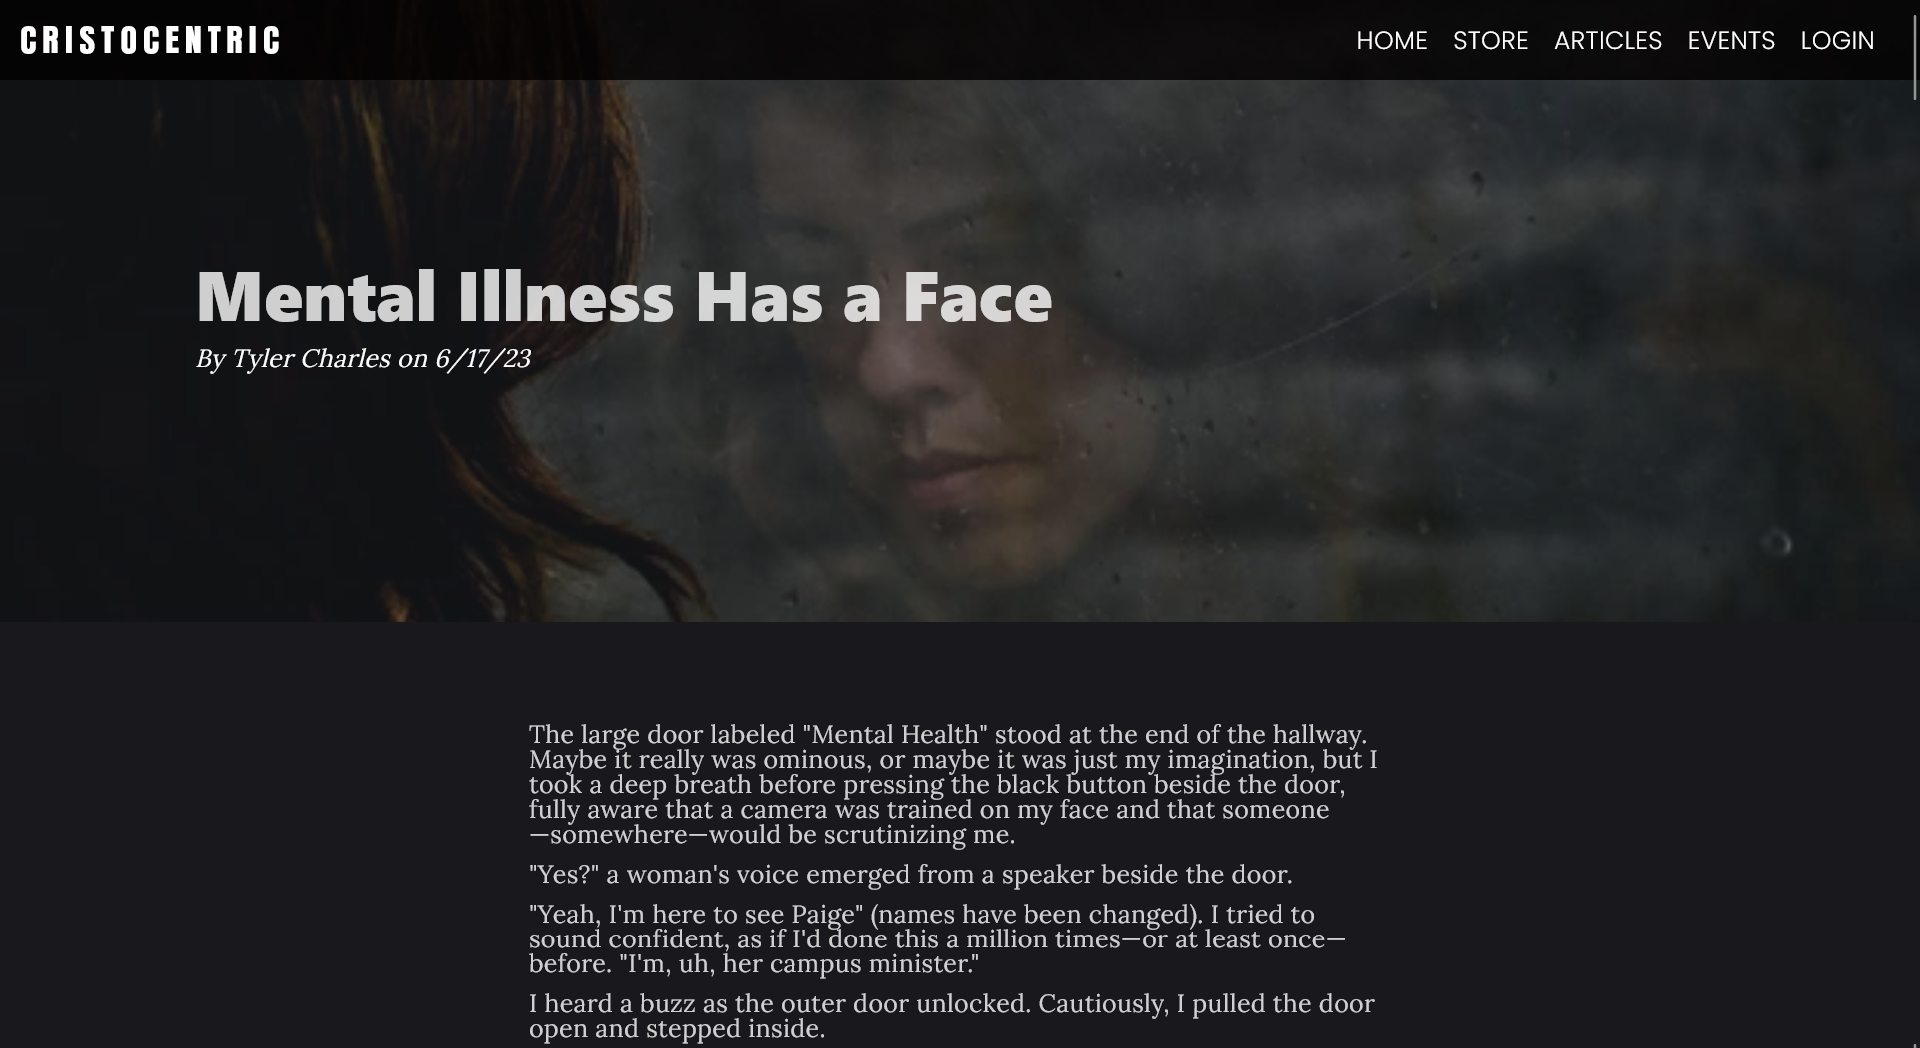 CRISTOCENTRIC
HOME STORE ARTICLES EVENTS LOGIN
Mental Illness Has a Face
By Tyler Charles on 6/17/23
The large door labeled "Mental Health" stood at the end of the hallway.
Maybe it really was ominous, or maybe it was just my imagination, but I
took a deep breath before pressing the black button beside the door,
fully aware that a camera was trained on my face and that someone
—somewhere—would be scrutinizing me.
"Yes?" a woman's voice emerged from a speaker beside the door.
"Yeah, I'm here to see Paige" (names have been changed). I tried to
sound confident, as if I'd done this a million times—or at least once—
before. "I'm, uh, her campus minister."
I heard a buzz as the outer door unlocked. Cautiously, I pulled the door
open and stepped inside.